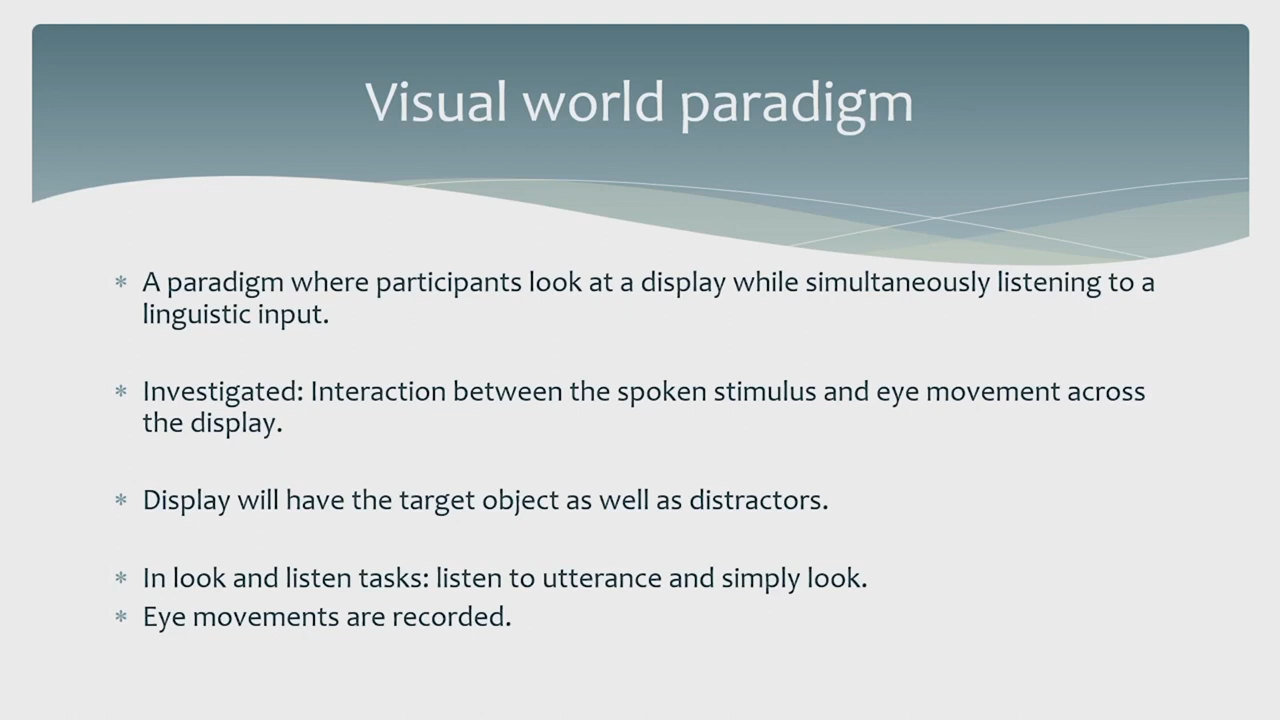 Visual world paradigm
* A paradigm where participants look at a display while simultaneously listening to a
linguistic input.
* Investigated: Interaction between the spoken stimulus and eye movement across
the display.
* Display will have the target object as well as distractors.
* In look and listen tasks: listen to utterance and simply look.
* Eye movements are recorded.